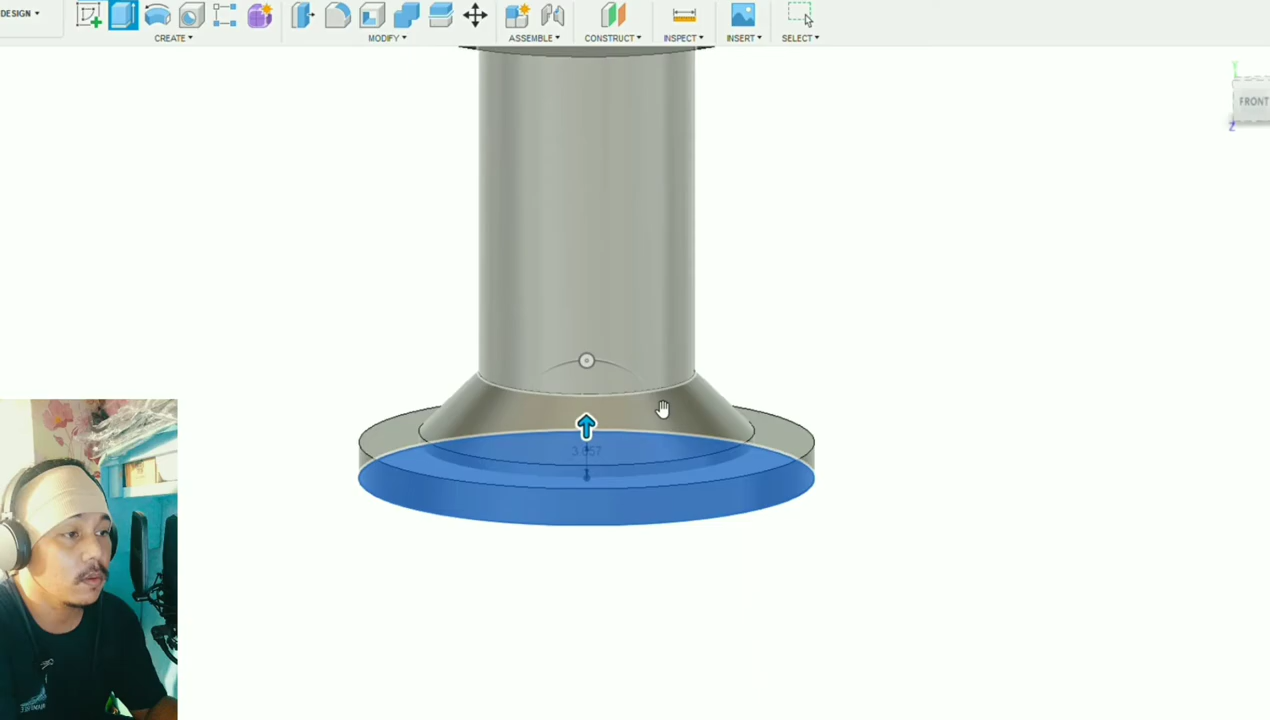 DESIGN ▾
CREATE ▾
MODIFY ▾
ASSEMBLE ▾
CONSTRUCT ▾
INSPECT ▾
INSERT ▾
SELECT ▾
Y
FRONT
Z